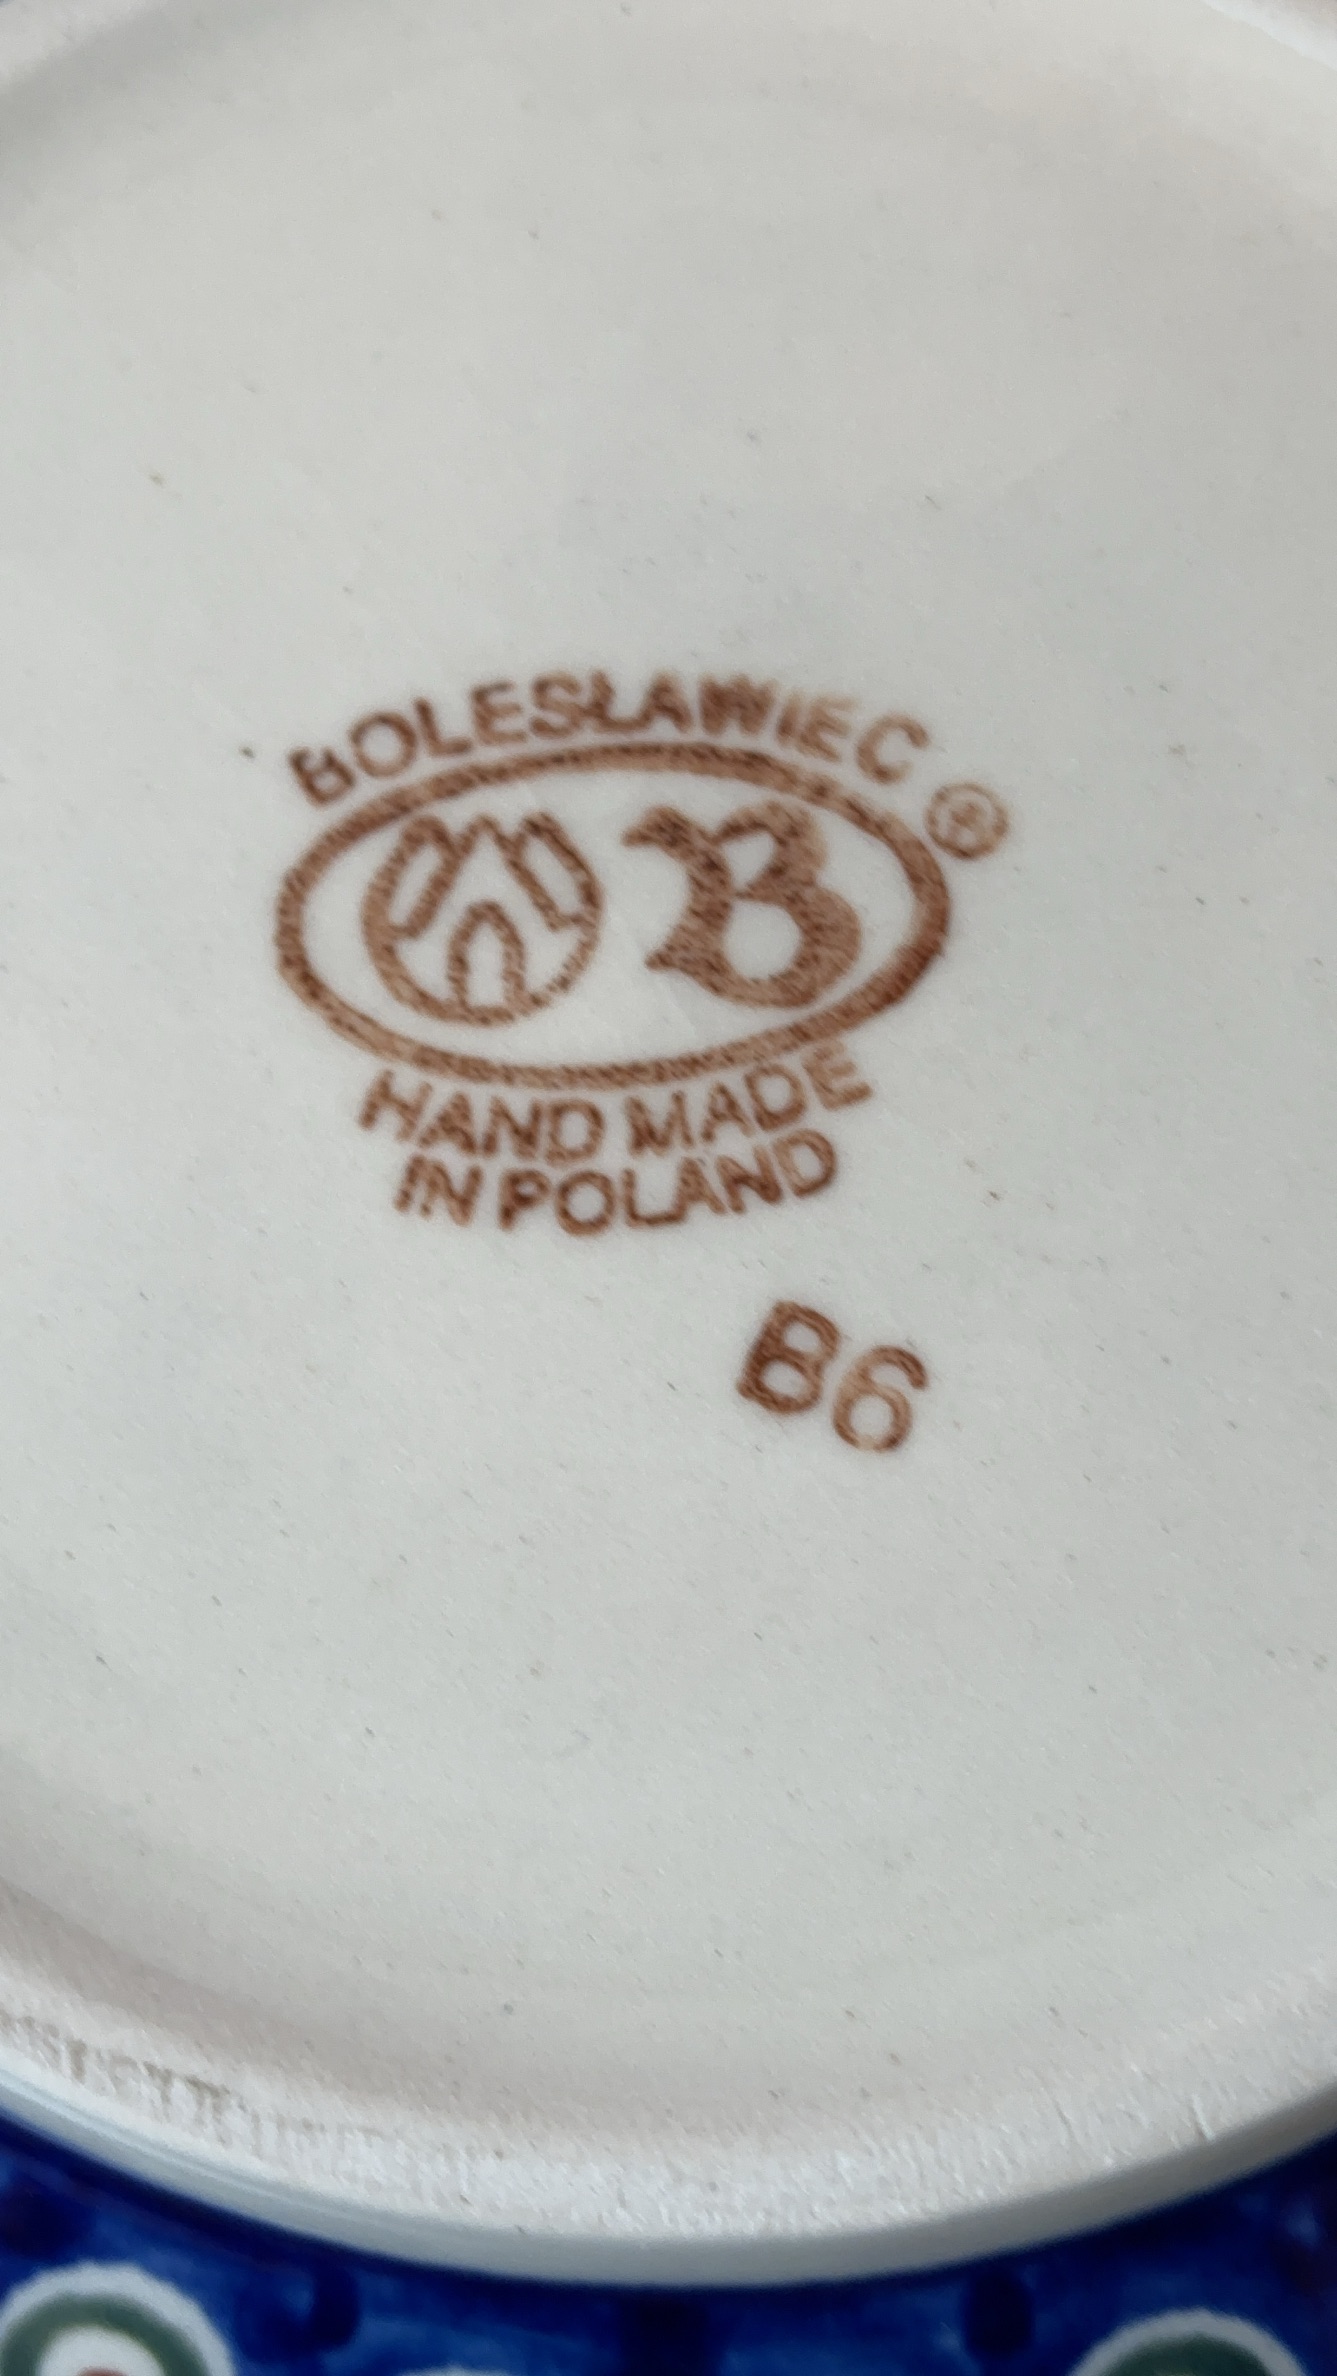 BOLESŁAWIEC
®
B
HAND MADE
IN POLAND
B6